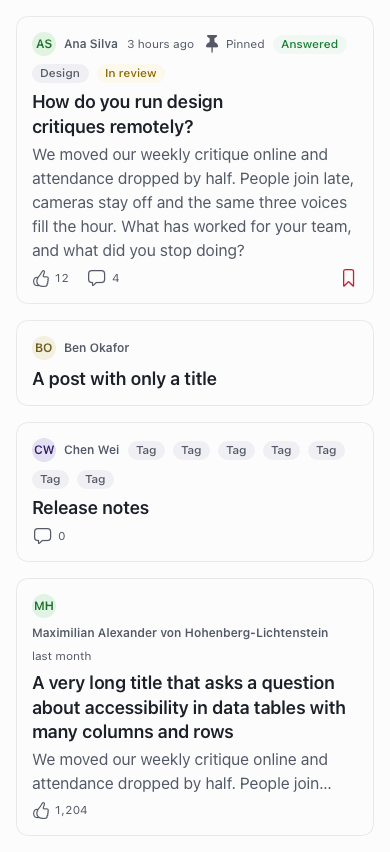 AS Ana Silva 3 hours ago Pinned Answered
Design In review
How do you run design
critiques remotely?
We moved our weekly critique online and
attendance dropped by half. People join late,
cameras stay off and the same three voices
fill the hour. What has worked for your team,
and what did you stop doing?
12 4
BO Ben Okafor
A post with only a title
CW Chen Wei Tag Tag Tag Tag Tag
Tag Tag
Release notes
0
MH
Maximilian Alexander von Hohenberg-Lichtenstein
last month
A very long title that asks a question
about accessibility in data tables with
many columns and rows
We moved our weekly critique online and
attendance dropped by half. People join...
1,204